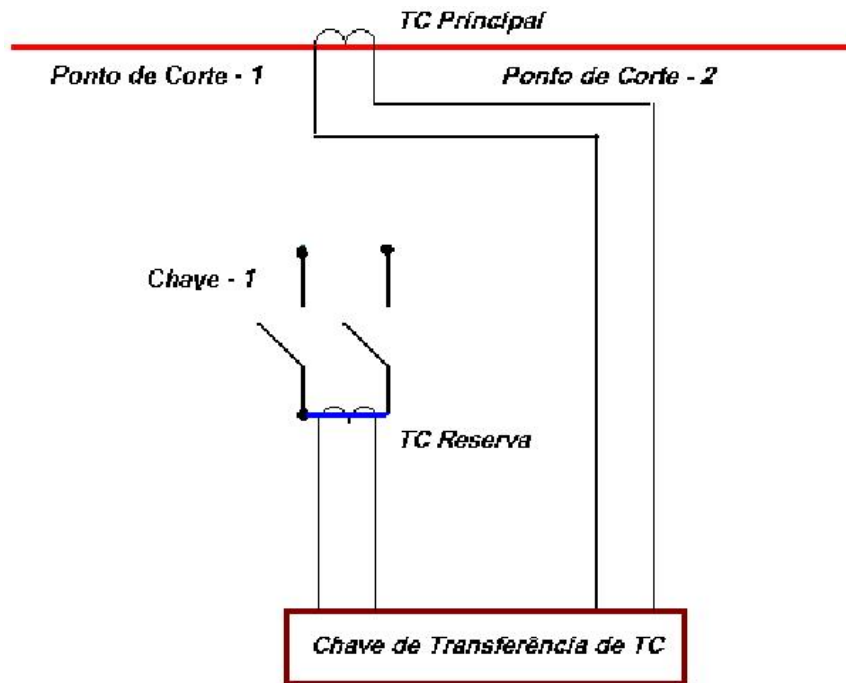 TC Principal
Ponto de Corte - 1
Ponto de Corte - 2
Chave - 1
TC Reserva
Chave de Transferência de TC